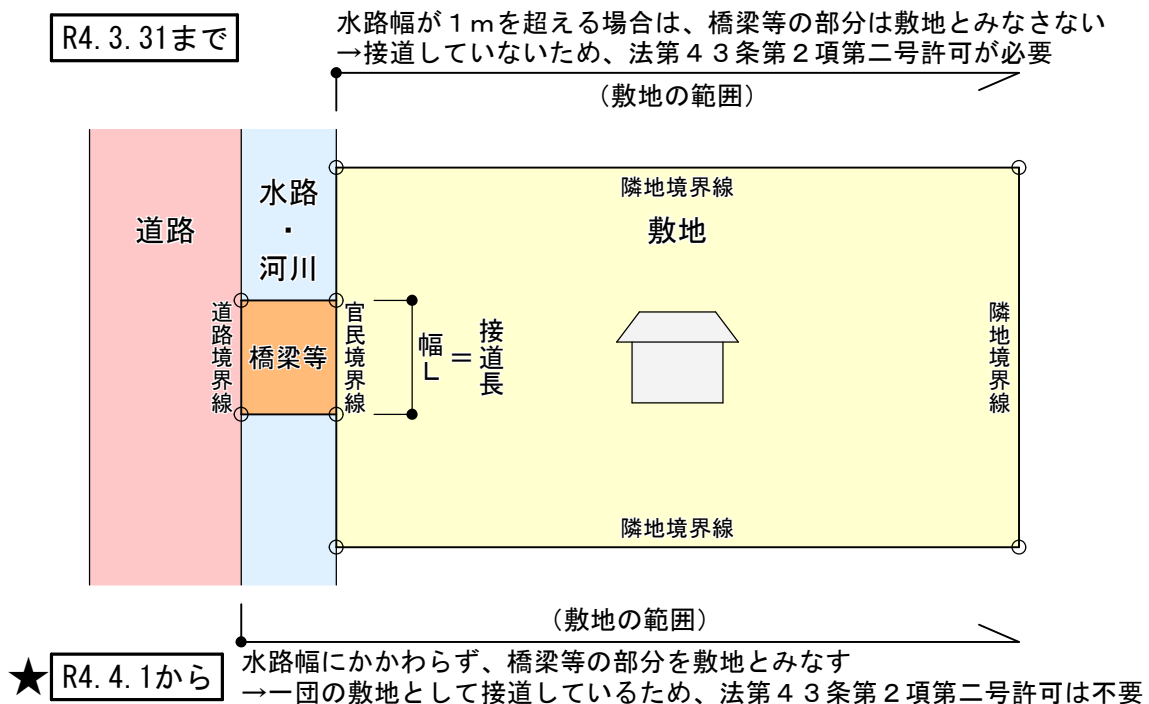 R4.3.31まで
水路幅が１ｍを超える場合は、橋梁等の部分は敷地とみなさない
→接道していないため、法第４３条第２項第二号許可が必要
(敷地の範囲)
隣地境界線
水路・河川
道路
敷地
道路境界線
橋梁等
官民境界線
幅Ｌ＝接道長
隣地境界線
隣地境界線
(敷地の範囲)
★ R4.4.1から
水路幅にかかわらず、橋梁等の部分を敷地とみなす
→一団の敷地として接道しているため、法第４３条第２項第二号許可は不要